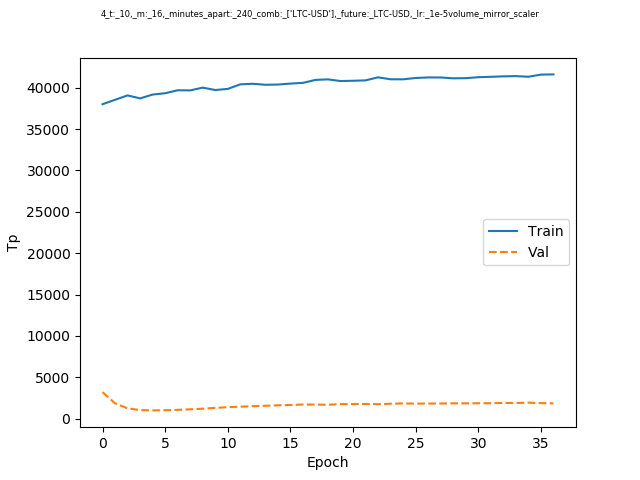 4_t:_10,_m:_16,_minutes_apart:_240_comb:_['LTC-USD'],_future:_LTC-USD,_lr:_1e-5volume_mirror_scaler
40000
35000
30000
25000
20000
15000
10000
5000
0
Tp
Train
Val
0 5 10 15 20 25 30 35
Epoch